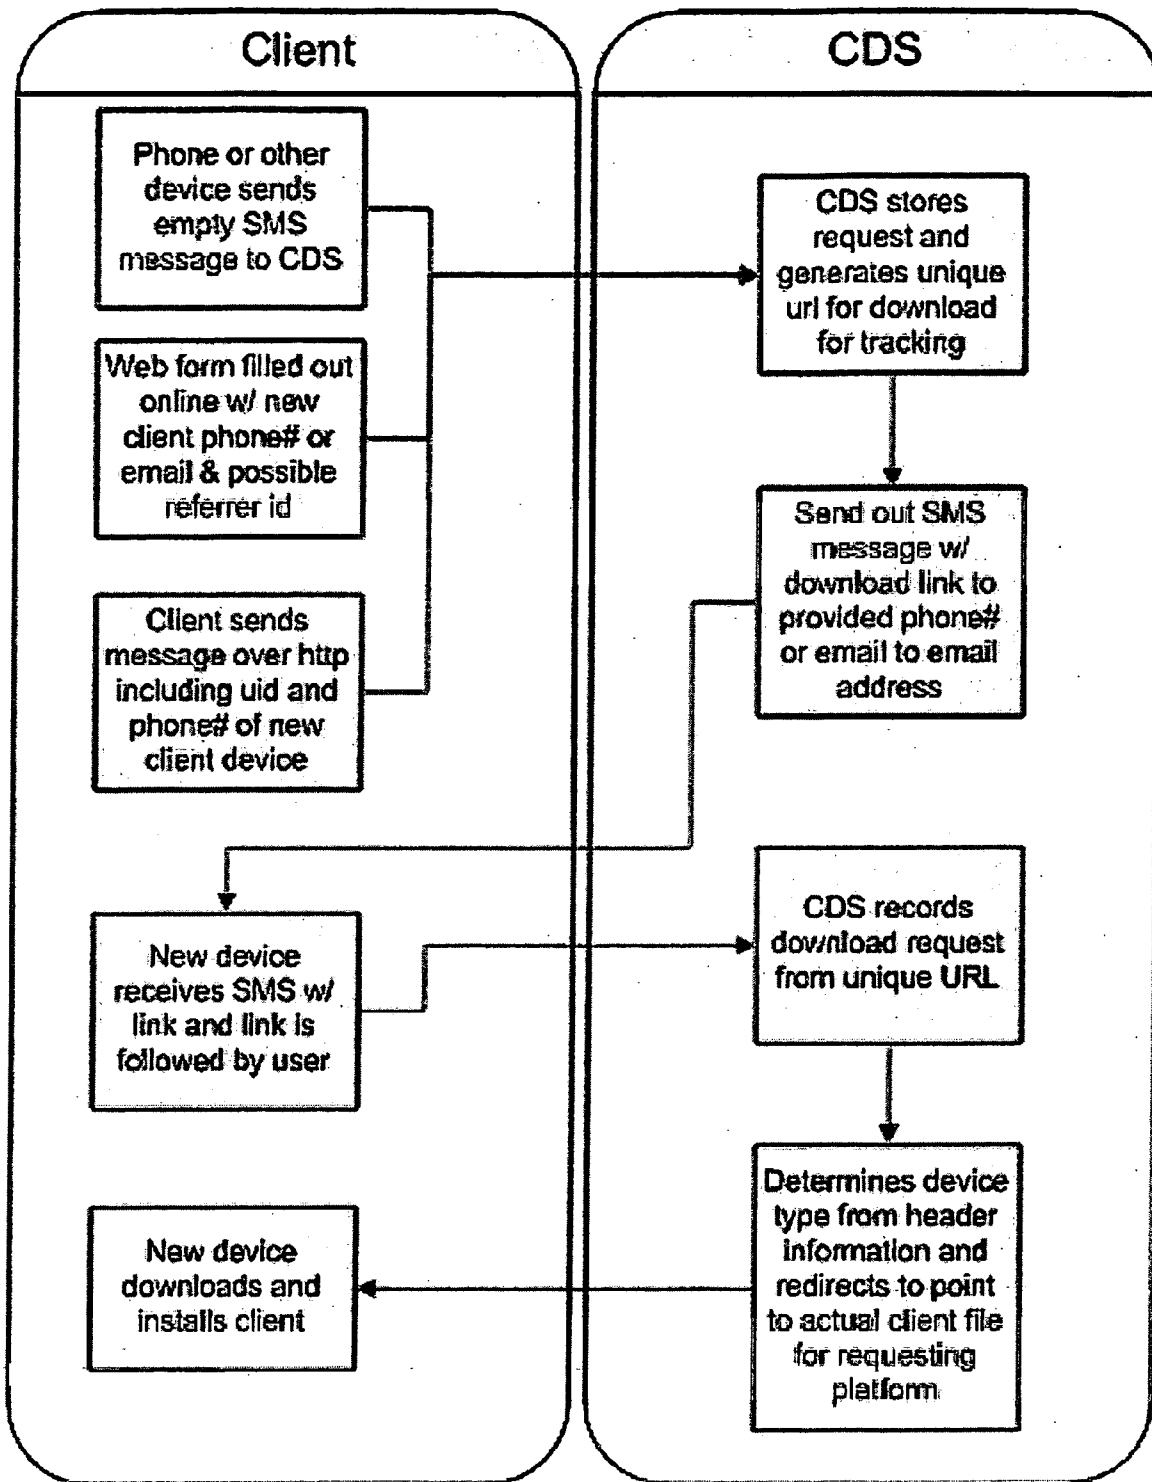 Client
CDS
Phone or other
device sends
empty SMS
message to CDS
CDS stores
request and
generates unique
url for download
for tracking
Web form filled out
online w/ new
client phone# or
email & possible
referrer id
Send out SMS
message w/
download link to
provided phone#
or email to email
address
Client sends
message over http
including uid and
phone# of new
client device
New device
receives SMS w/
link and link is
followed by user
CDS records
download request
from unique URL
Determines device
type from header
information and
redirects to point
to actual client file
for requesting
platform
New device
downloads and
installs client